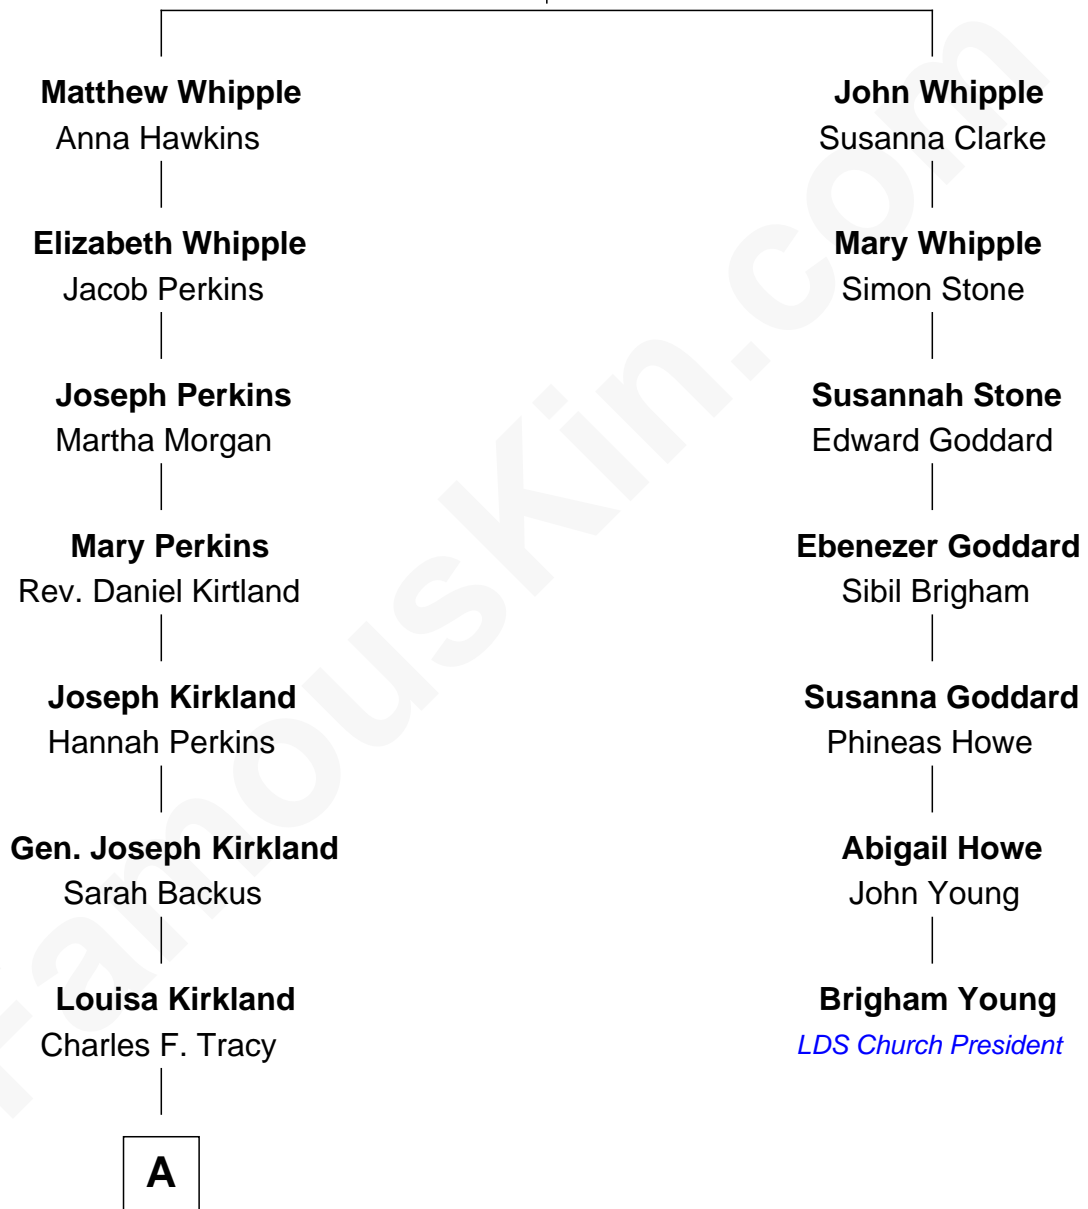 Matthew Whipple
Anna Hawkins
Elizabeth Whipple
Jacob Perkins
Joseph Perkins
Martha Morgan
Mary Perkins
Rev. Daniel Kirtland
Joseph Kirkland
Hannah Perkins
Gen. Joseph Kirkland
Sarah Backus
Louisa Kirkland
Charles F. Tracy
A
John Whipple
Susanna Clarke
Mary Whipple
Simon Stone
Susannah Stone
Edward Goddard
Ebenezer Goddard
Sibil Brigham
Susanna Goddard
Phineas Howe
Abigail Howe
John Young
Brigham Young
LDS Church President
FamousKin.com